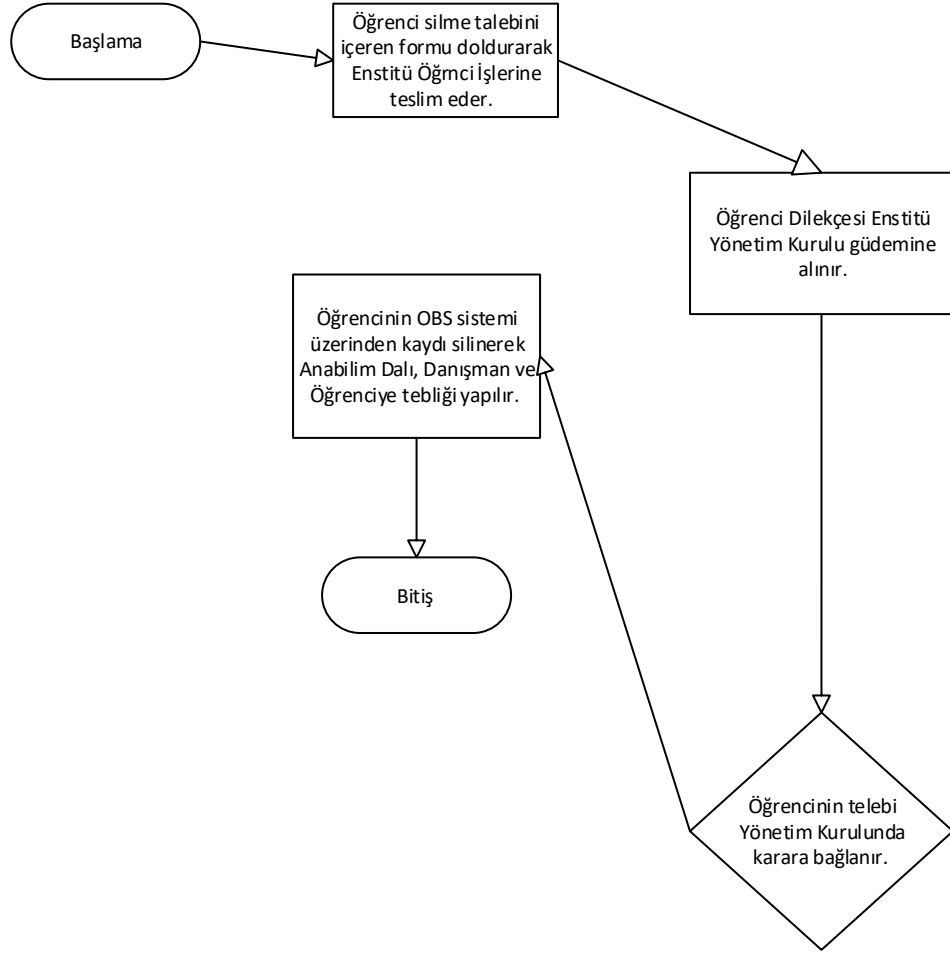 Başlama
Öğrenci silme talebini
içeren formu doldurarak
Enstitü Öğrnci İşlerine
teslim eder.
Öğrenci Dilekçesi Enstitü
Yönetim Kurulu güdemine
alınır.
Öğrencinin telebi
Yönetim Kurulunda
karara bağlanır.
Öğrencinin OBS sistemi
üzerinden kaydı silinerek
Anabilim Dalı, Danışman ve
Öğrenciye tebliği yapılır.
Bitiş